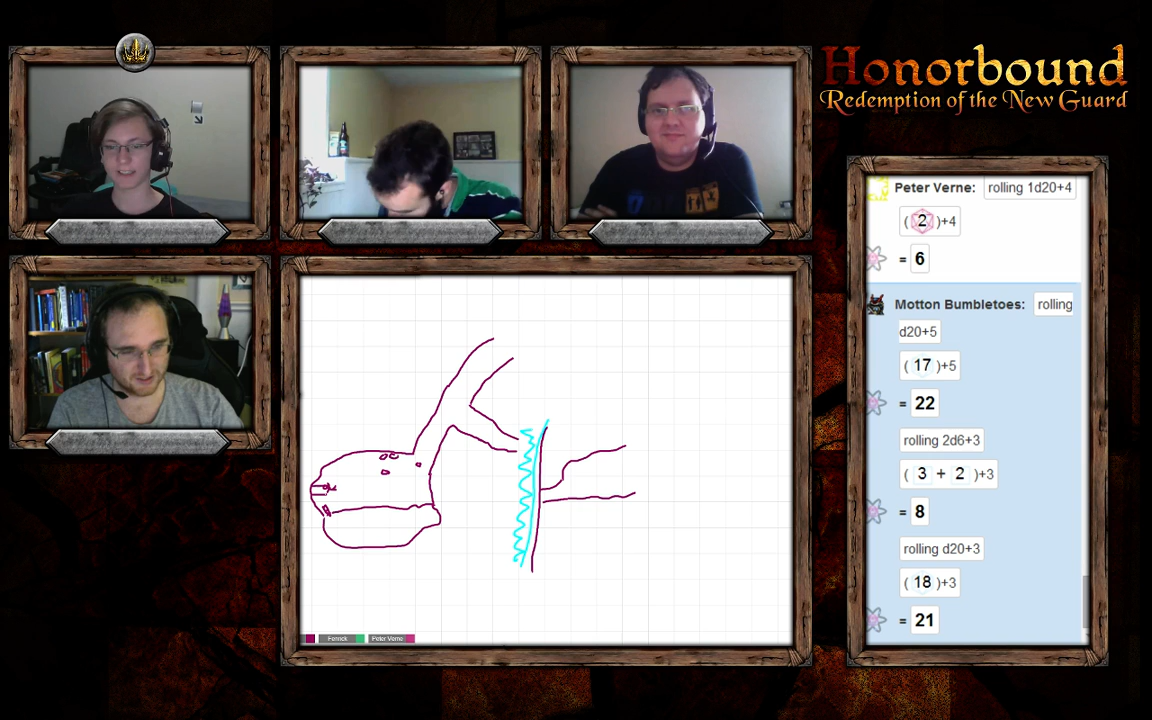 Honorbound
Redemption of the New Guard
Peter Verne: rolling 1d20+4
(2)+4
= 6
Motton Bumbletoes: rolling
d20+5
(17)+5
= 22
rolling 2d6+3
(3 + 2)+3
= 8
rolling d20+3
(18)+3
= 21
Fenrick Peter Verne